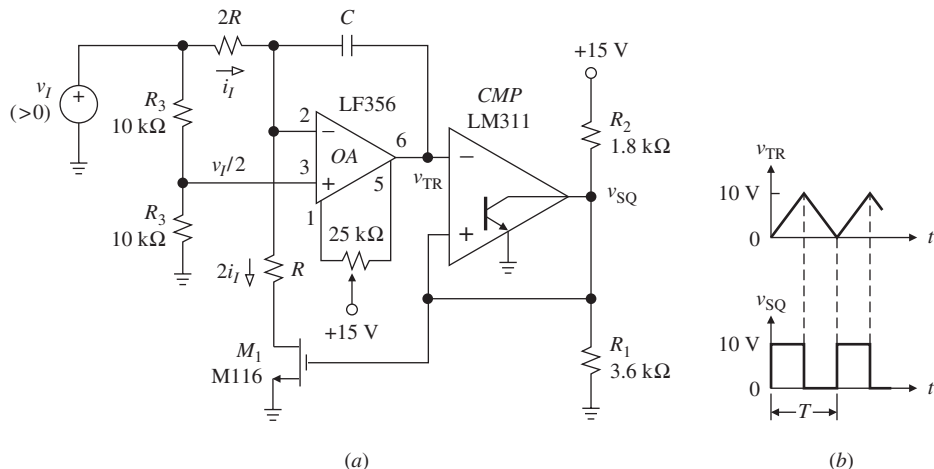 2R
C
+15 V
i_I
v_I
(>0)
R_3
10 kΩ
LF356
CMP
LM311
R_2
1.8 kΩ
2
−
OA
6
v_I/2
3
+
5
v_TR
−
v_SQ
1
25 kΩ
+
R_3
10 kΩ
2i_I
R
+15 V
M_1
M116
R_1
3.6 kΩ
(a)
v_TR
10 V
0
t
v_SQ
10 V
0
t
T
(b)